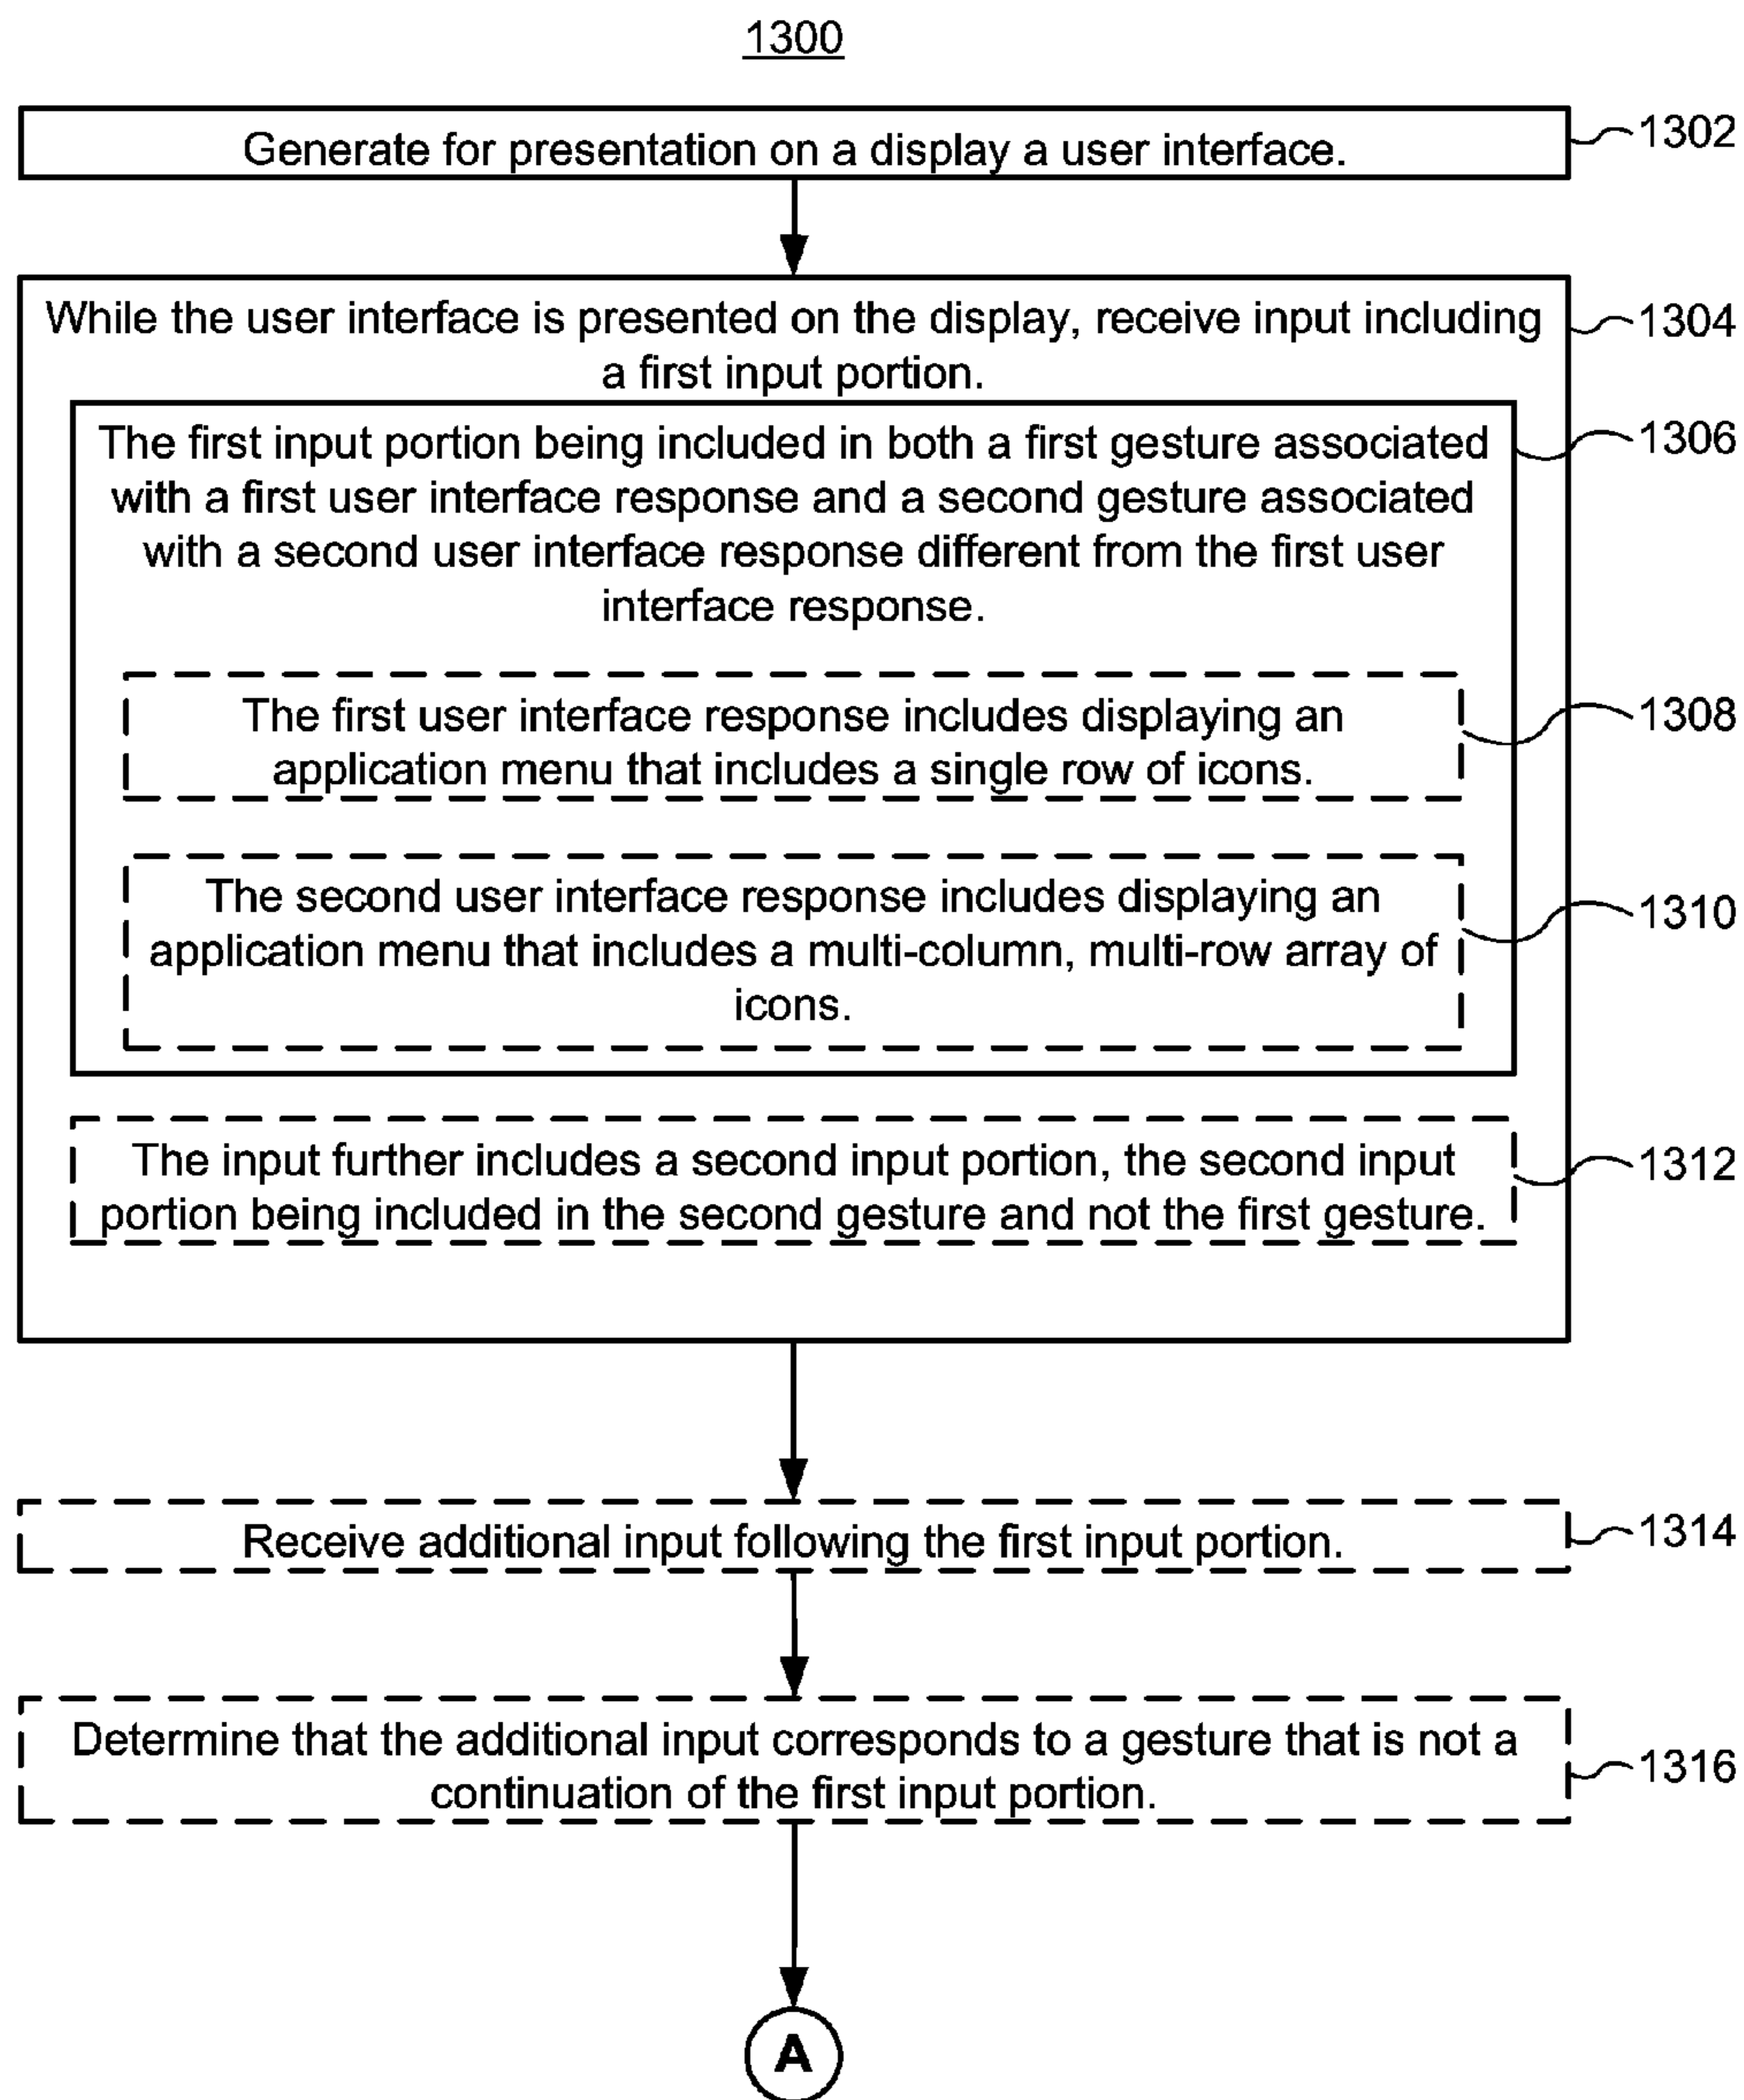 1300
Generate for presentation on a display a user interface.
1302
While the user interface is presented on the display, receive input including
a first input portion.
1304
The first input portion being included in both a first gesture associated
with a first user interface response and a second gesture associated
with a second user interface response different from the first user
interface response.
1306
The first user interface response includes displaying an
application menu that includes a single row of icons.
1308
The second user interface response includes displaying an
application menu that includes a multi-column, multi-row array of
icons.
1310
The input further includes a second input portion, the second input
portion being included in the second gesture and not the first gesture.
1312
Receive additional input following the first input portion.
1314
Determine that the additional input corresponds to a gesture that is not a
continuation of the first input portion.
1316
A